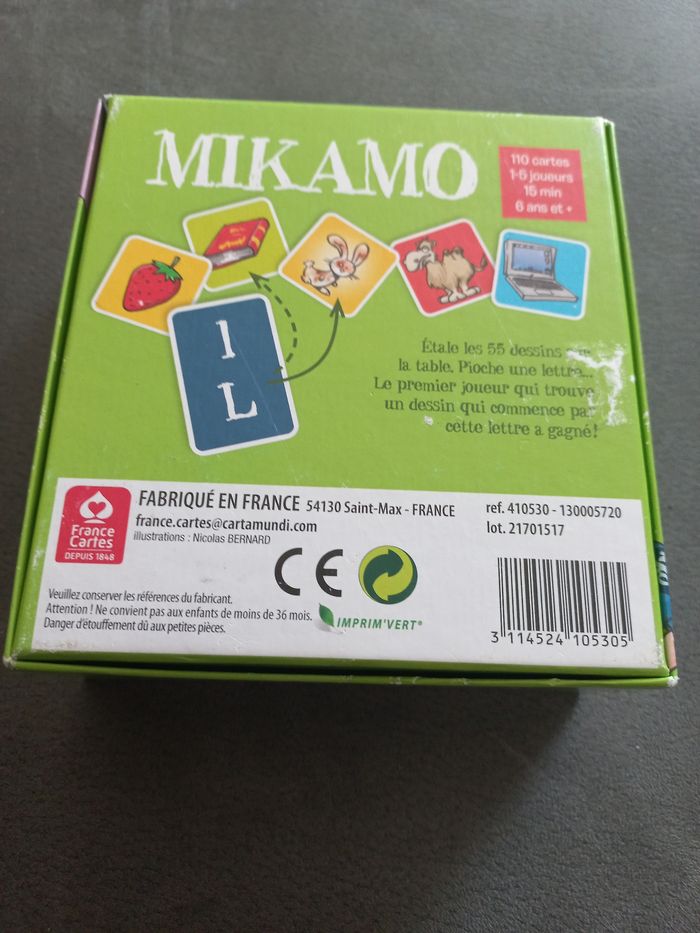 MIKAMO
110 cartes
1-5 joueurs
15 min
6 ans et +
l
L
Étale les 55 dessins sur
la table. Pioche une lettre...
Le premier joueur qui trouve
un dessin qui commence par
cette lettre a gagné!
France
Cartes
DEPUIS 1848
FABRIQUÉ EN FRANCE 54130 Saint-Max - FRANCE
france.cartes@cartamundi.com
illustrations : Nicolas BERNARD
ref. 410530 - 130005720
lot. 21701517
CE
Veuillez conserver les références du fabricant.
Attention ! Ne convient pas aux enfants de moins de 36 mois.
Danger d'étouffement dû aux petites pièces.
IMPRIM'VERT®
3 114524 105305